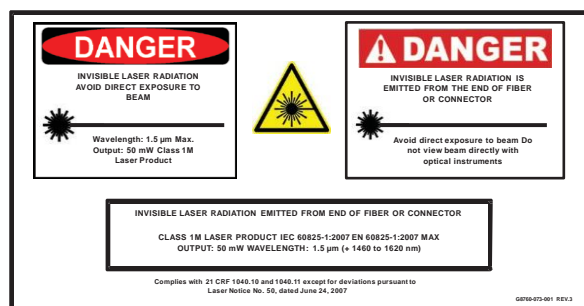 DANGER
INVISIBLE LASER RADIATION
AVOID DIRECT EXPOSURE TO
BEAM
Wavelength: 1.5 µm Max.
Output: 50 mW Class 1M
Laser Product
DANGER
INVISIBLE LASER RADIATION IS
EMITTED FROM THE END OF FIBER
OR CONNECTOR
Avoid direct exposure to beam Do
not view beam directly with
optical instruments
INVISIBLE LASER RADIATION EMITTED FROM END OF FIBER OR CONNECTOR
CLASS 1M LASER PRODUCT IEC 60825-1:2007 EN 60825-1:2007 MAX
OUTPUT: 50 mW WAVELENGTH: 1.5 µm (+ 1460 to 1620 nm)
Complies with 21 CRF 1040.10 and 1040.11 except for deviations pursuant to
Laser Notice No. 50, dated June 24, 2007
G8760-073-001 REV.3